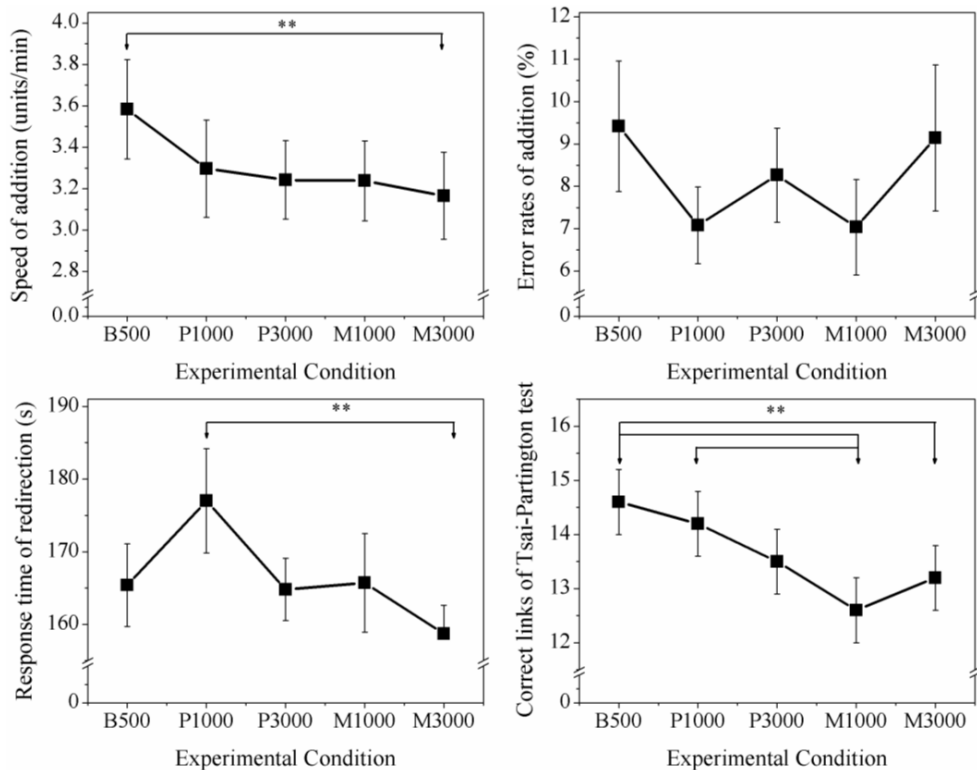 Speed of addition (units/min)
4.0
3.8
3.6
3.4
3.2
3.0
2.8
0.0
**
B500 P1000 P3000 M1000 M3000
Experimental Condition
Error rates of addition (%)
12
11
10
9
8
7
6
0
B500 P1000 P3000 M1000 M3000
Experimental Condition
Response time of redirection (s)
190
180
170
160
0
**
B500 P1000 P3000 M1000 M3000
Experimental Condition
Correct links of Tsai-Partington test
16
15
14
13
12
0
**
B500 P1000 P3000 M1000 M3000
Experimental Condition